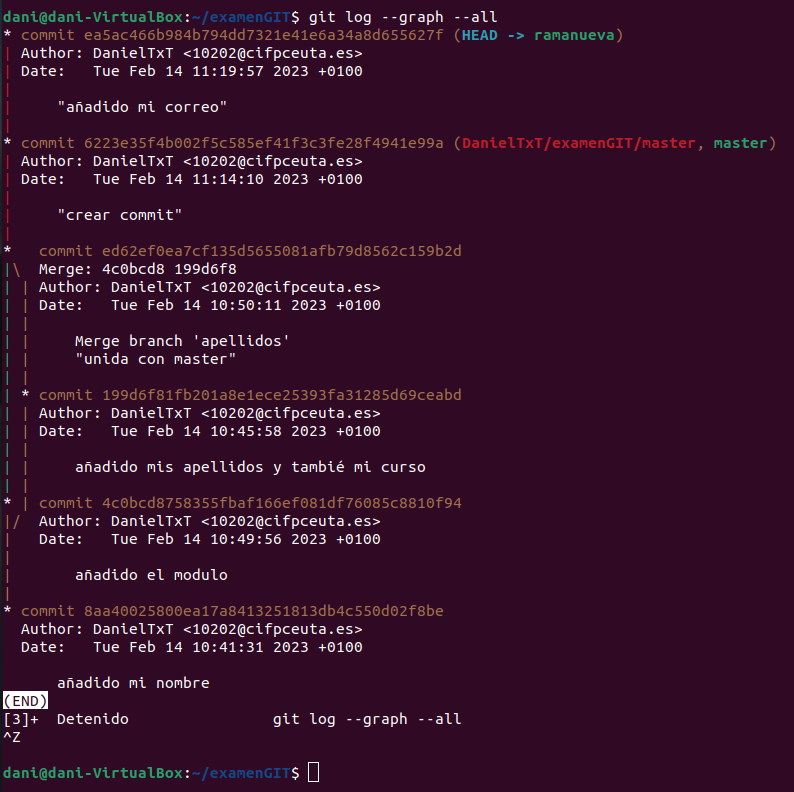 dani@dani-VirtualBox:~/examenGIT$ git log --graph --all
* commit ea5ac466b984b794dd7321e41e6a34a8d655627f (HEAD -> ramanueva)
| Author: DanielTxT <10202@cifpceuta.es>
| Date:   Tue Feb 14 11:19:57 2023 +0100
|
|     "añadido mi correo"
|
* commit 6223e35f4b002f5c585ef41f3c3fe28f4941e99a (DanielTxT/examenGIT/master, master)
| Author: DanielTxT <10202@cifpceuta.es>
| Date:   Tue Feb 14 11:14:10 2023 +0100
|
|     "crear commit"
|
*   commit ed62ef0ea7cf135d5655081afb79d8562c159b2d
|\  Merge: 4c0bcd8 199d6f8
| | Author: DanielTxT <10202@cifpceuta.es>
| | Date:   Tue Feb 14 10:50:11 2023 +0100
| |
| |     Merge branch 'apellidos'
| |     "unida con master"
| |
| * commit 199d6f81fb201a8e1ece25393fa31285d69ceabd
| | Author: DanielTxT <10202@cifpceuta.es>
| | Date:   Tue Feb 14 10:45:58 2023 +0100
| |
| |     añadido mis apellidos y tambié mi curso
| |
* | commit 4c0bcd8758355fbaf166ef081df76085c8810f94
|/  Author: DanielTxT <10202@cifpceuta.es>
|   Date:   Tue Feb 14 10:49:56 2023 +0100
|
|       añadido el modulo
|
* commit 8aa40025800ea17a8413251813db4c550d02f8be
  Author: DanielTxT <10202@cifpceuta.es>
  Date:   Tue Feb 14 10:41:31 2023 +0100

      añadido mi nombre
(END)
[3]+  Detenido                git log --graph --all
^Z

dani@dani-VirtualBox:~/examenGIT$